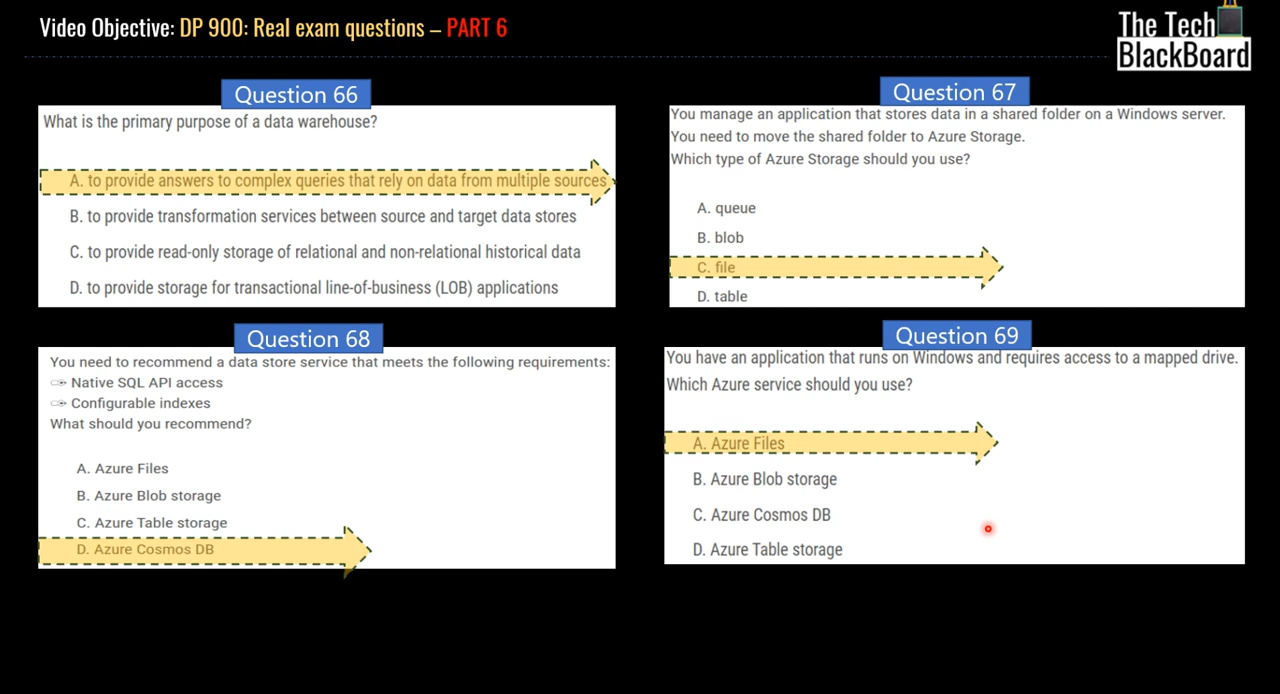 Video Objective: DP 900: Real exam questions – PART 6
The Tech
BlackBoard
Question 66
What is the primary purpose of a data warehouse?
A. to provide answers to complex queries that rely on data from multiple sources
B. to provide transformation services between source and target data stores
C. to provide read-only storage of relational and non-relational historical data
D. to provide storage for transactional line-of-business (LOB) applications
Question 67
You manage an application that stores data in a shared folder on a Windows server.
You need to move the shared folder to Azure Storage.
Which type of Azure Storage should you use?
A. queue
B. blob
C. file
D. table
Question 68
You need to recommend a data store service that meets the following requirements:
Native SQL API access
Configurable indexes
What should you recommend?
A. Azure Files
B. Azure Blob storage
C. Azure Table storage
D. Azure Cosmos DB
Question 69
You have an application that runs on Windows and requires access to a mapped drive.
Which Azure service should you use?
A. Azure Files
B. Azure Blob storage
C. Azure Cosmos DB
D. Azure Table storage